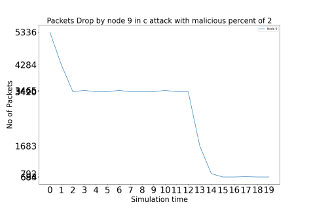 Packets Drop by node 9 in c attack with malicious percent of 2
5336
4284
1683
No of Packets
0 1 2 3 4 5 6 7 8 9 10 11 12 13 14 15 16 17 18 19
Simulation time